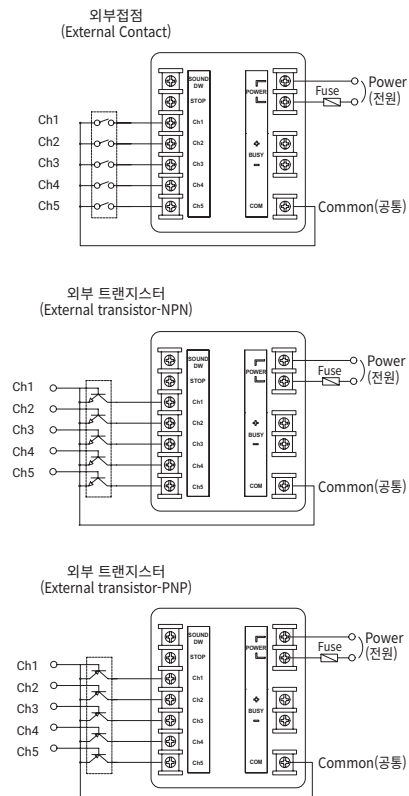 외부접점
(External Contact)
SOUND
DW
STOP
Ch1
Ch2
Ch3
Ch4
Ch5
POWER
+
BUSY
−
COM
Fuse
Power
(전원)
Ch1
Ch2
Ch3
Ch4
Ch5
Common(공통)
외부 트랜지스터
(External transistor-NPN)
SOUND
DW
STOP
Ch1
Ch2
Ch3
Ch4
Ch5
POWER
+
BUSY
−
COM
Fuse
Power
(전원)
Ch1
Ch2
Ch3
Ch4
Ch5
Common(공통)
외부 트랜지스터
(External transistor-PNP)
SOUND
DW
STOP
Ch1
Ch2
Ch3
Ch4
Ch5
POWER
+
BUSY
−
COM
Fuse
Power
(전원)
Ch1
Ch2
Ch3
Ch4
Ch5
Common(공통)